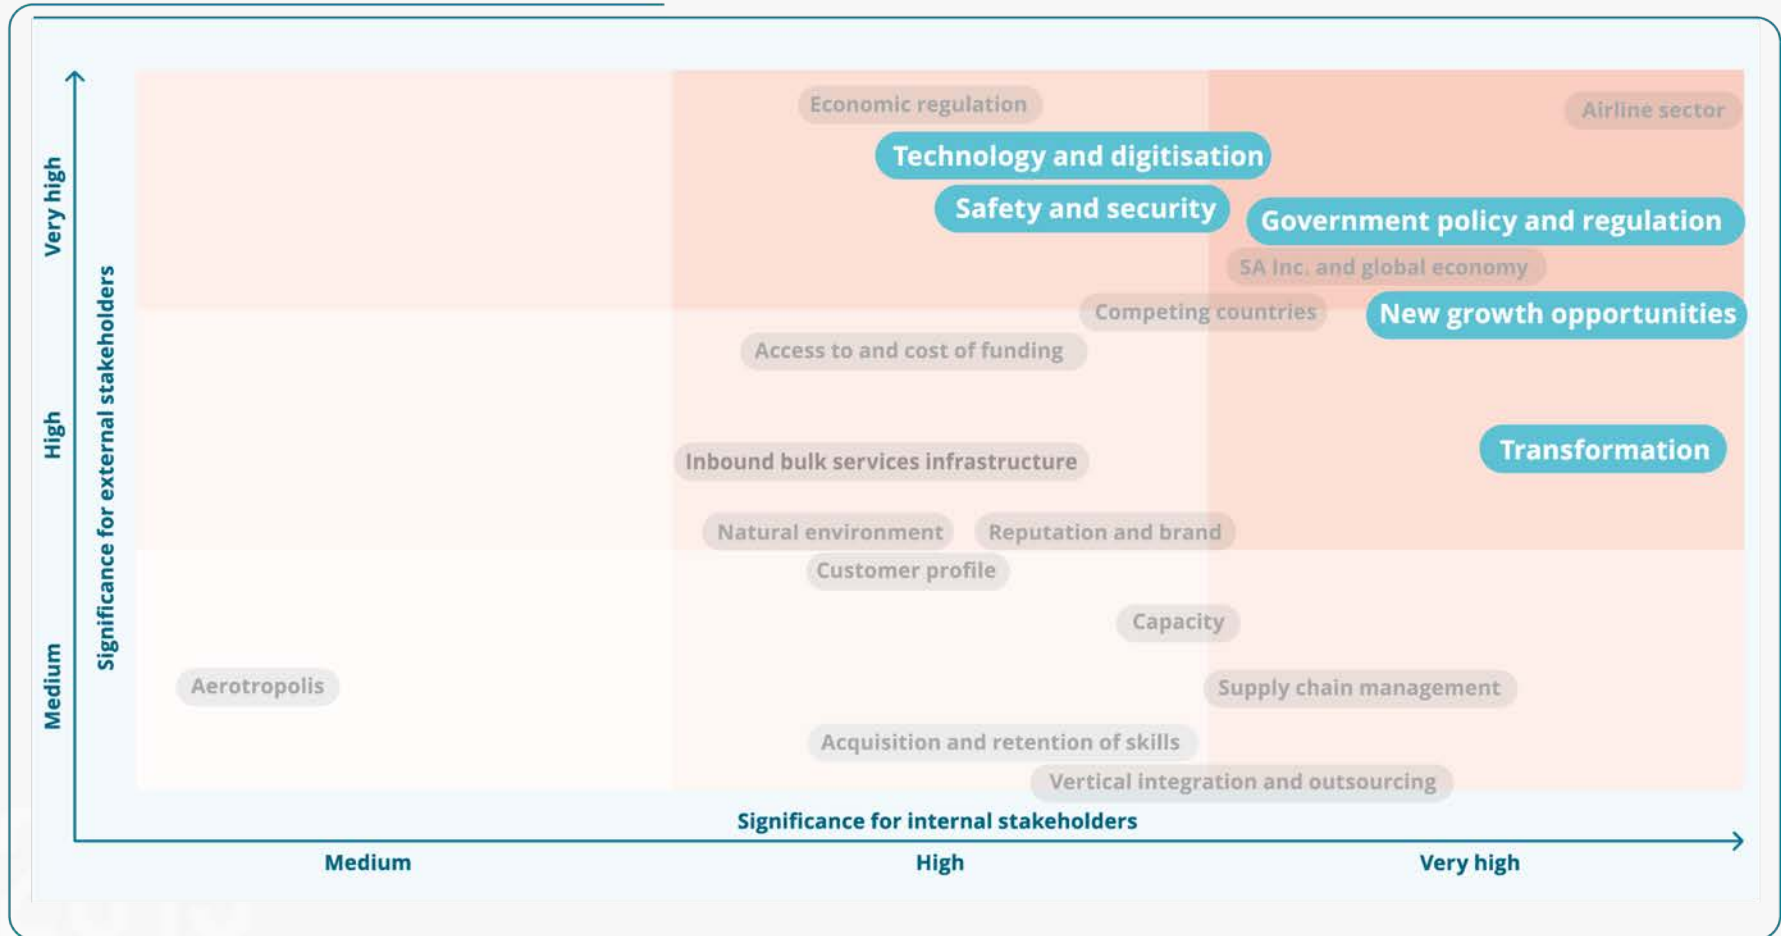 Economic regulation
Airline sector
Technology and digitisation
Safety and security
Government policy and regulation
SA Inc. and global economy
Competing countries
New growth opportunities
Access to and cost of funding
Transformation
Inbound bulk services infrastructure
Natural environment
Reputation and brand
Customer profile
Capacity
Aerotropolis
Supply chain management
Acquisition and retention of skills
Vertical integration and outsourcing
Very high
High
Medium
Significance for external stakeholders
Significance for internal stakeholders
Medium
High
Very high